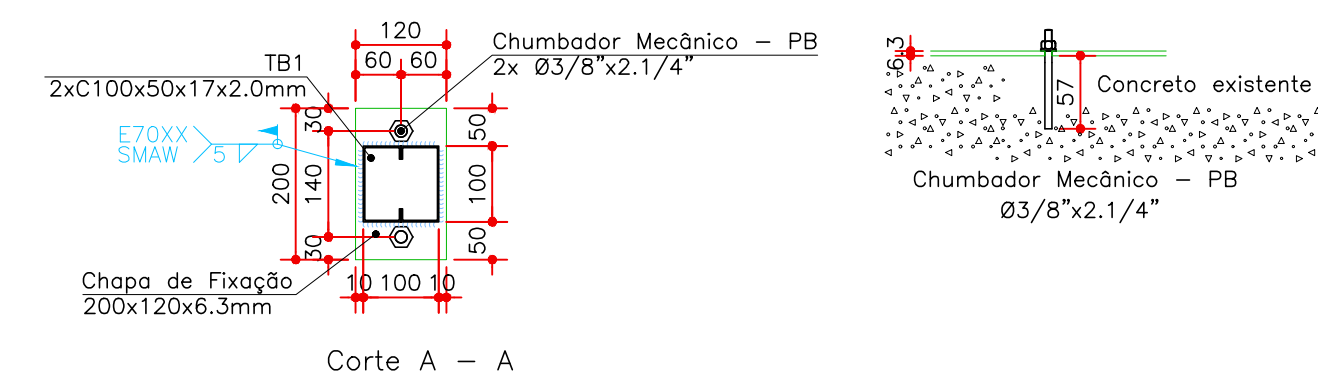 120
60 60
Chumbador Mecânico - PB
2x Ø3/8"x2.1/4"
TB1
2xC100x50x17x2.0mm
E70XX
SMAW
5
30
140
30
200
50
100
50
10 100 10
Chapa de Fixação
200x120x6.3mm
Corte A - A
6.3
57
Concreto existente
Chumbador Mecânico - PB
Ø3/8"x2.1/4"